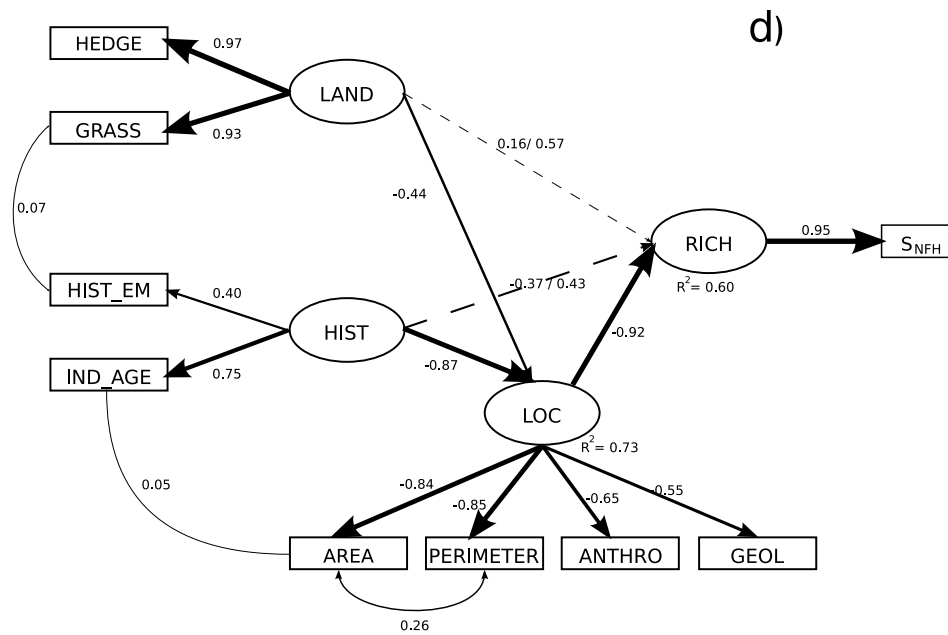 d)
HEDGE
0.97
LAND
GRASS
0.93
0.16/ 0.57
0.07
-0.44
RICH
0.95
S_NFH
R²= 0.60
HIST_EM
0.40
-0.37 / 0.43
HIST
-0.92
IND_AGE
0.75
-0.87
LOC
R²= 0.73
0.05
-0.84
-0.85
-0.65
-0.55
AREA
PERIMETER
ANTHRO
GEOL
0.26